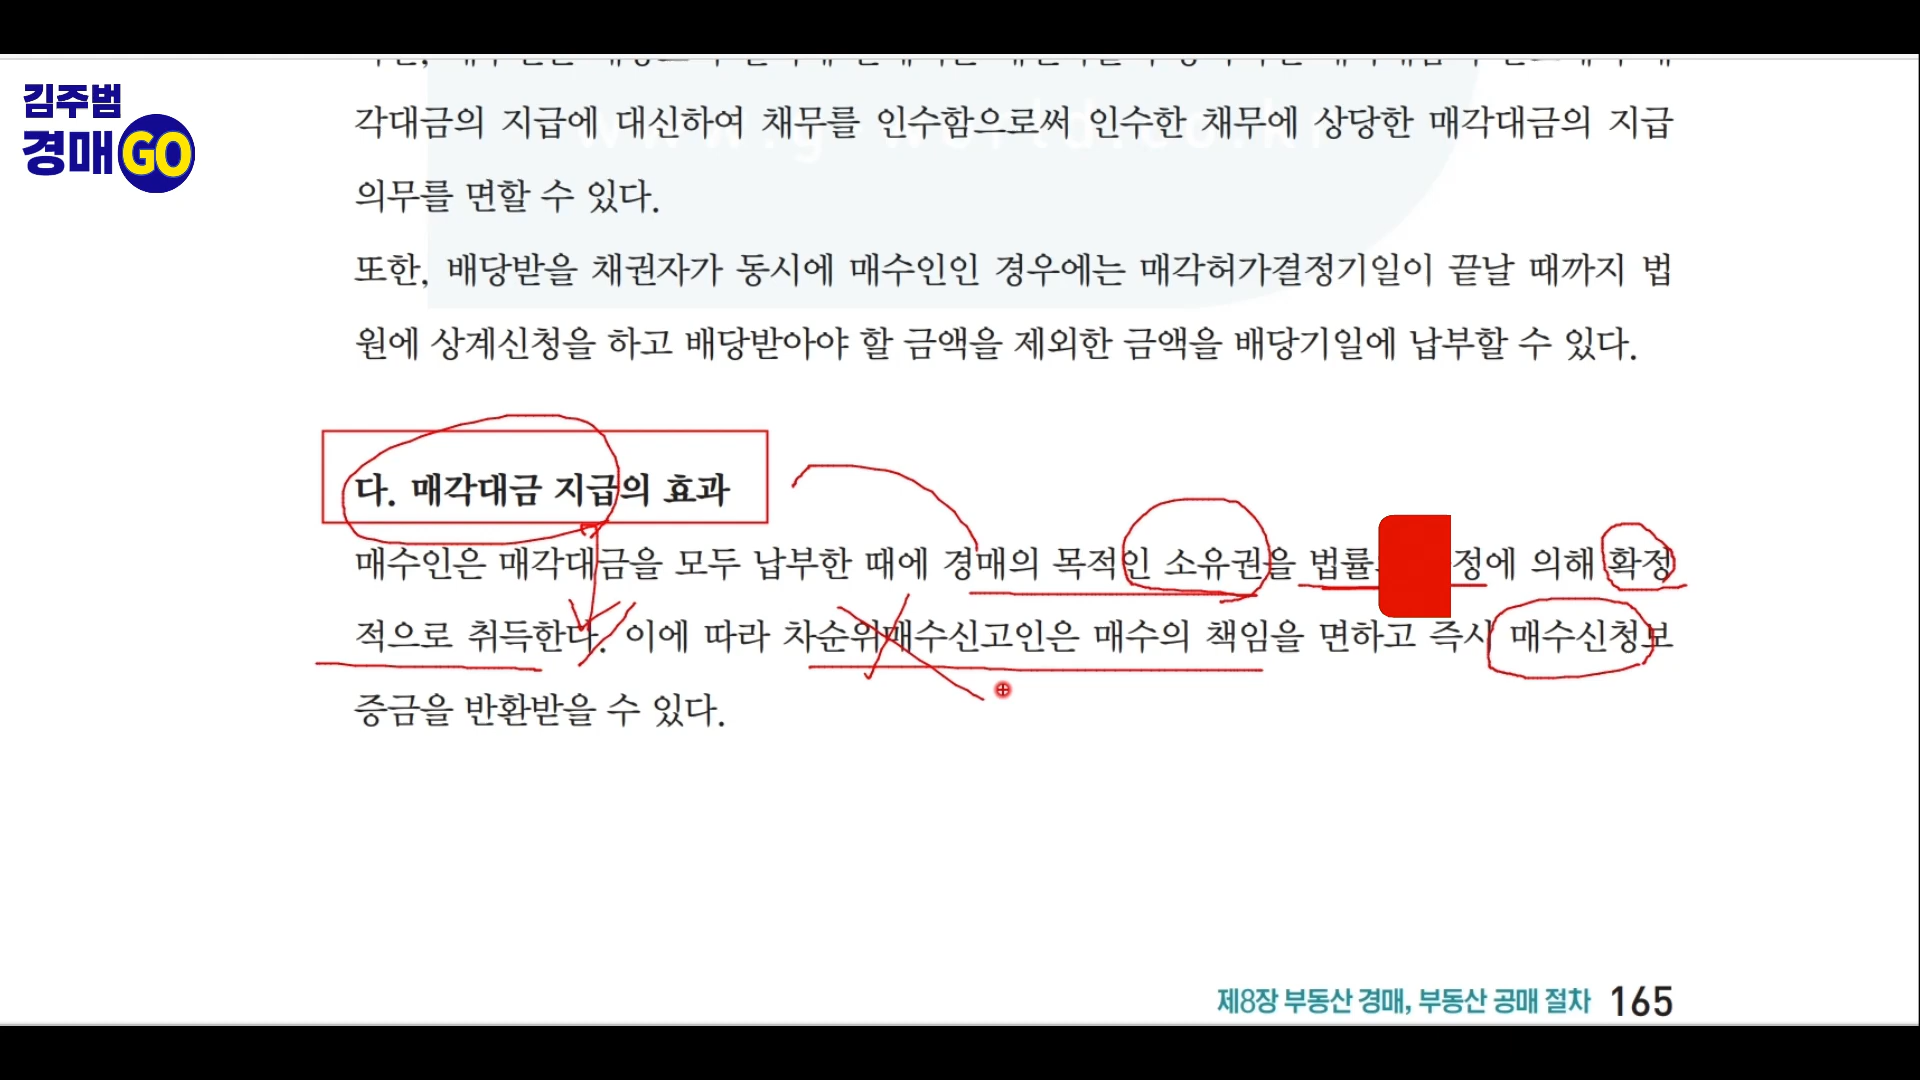 김주범
경매GO
각대금의 지급에 대신하여 채무를 인수함으로써 인수한 채무에 상당한 매각대금의 지급
의무를 면할 수 있다.
또한, 배당받을 채권자가 동시에 매수인인 경우에는 매각허가결정기일이 끝날 때까지 법
원에 상계신청을 하고 배당받아야 할 금액을 제외한 금액을 배당기일에 납부할 수 있다.
다. 매각대금 지급의 효과
매수인은 매각대금을 모두 납부한 때에 경매의 목적인 소유권을 법률 정에 의해 확정
적으로 취득한다. 이에 따라 차순위매수신고인은 매수의 책임을 면하고 즉시 매수신청보
증금을 반환받을 수 있다.
제8장 부동산 경매, 부동산 공매 절차 165